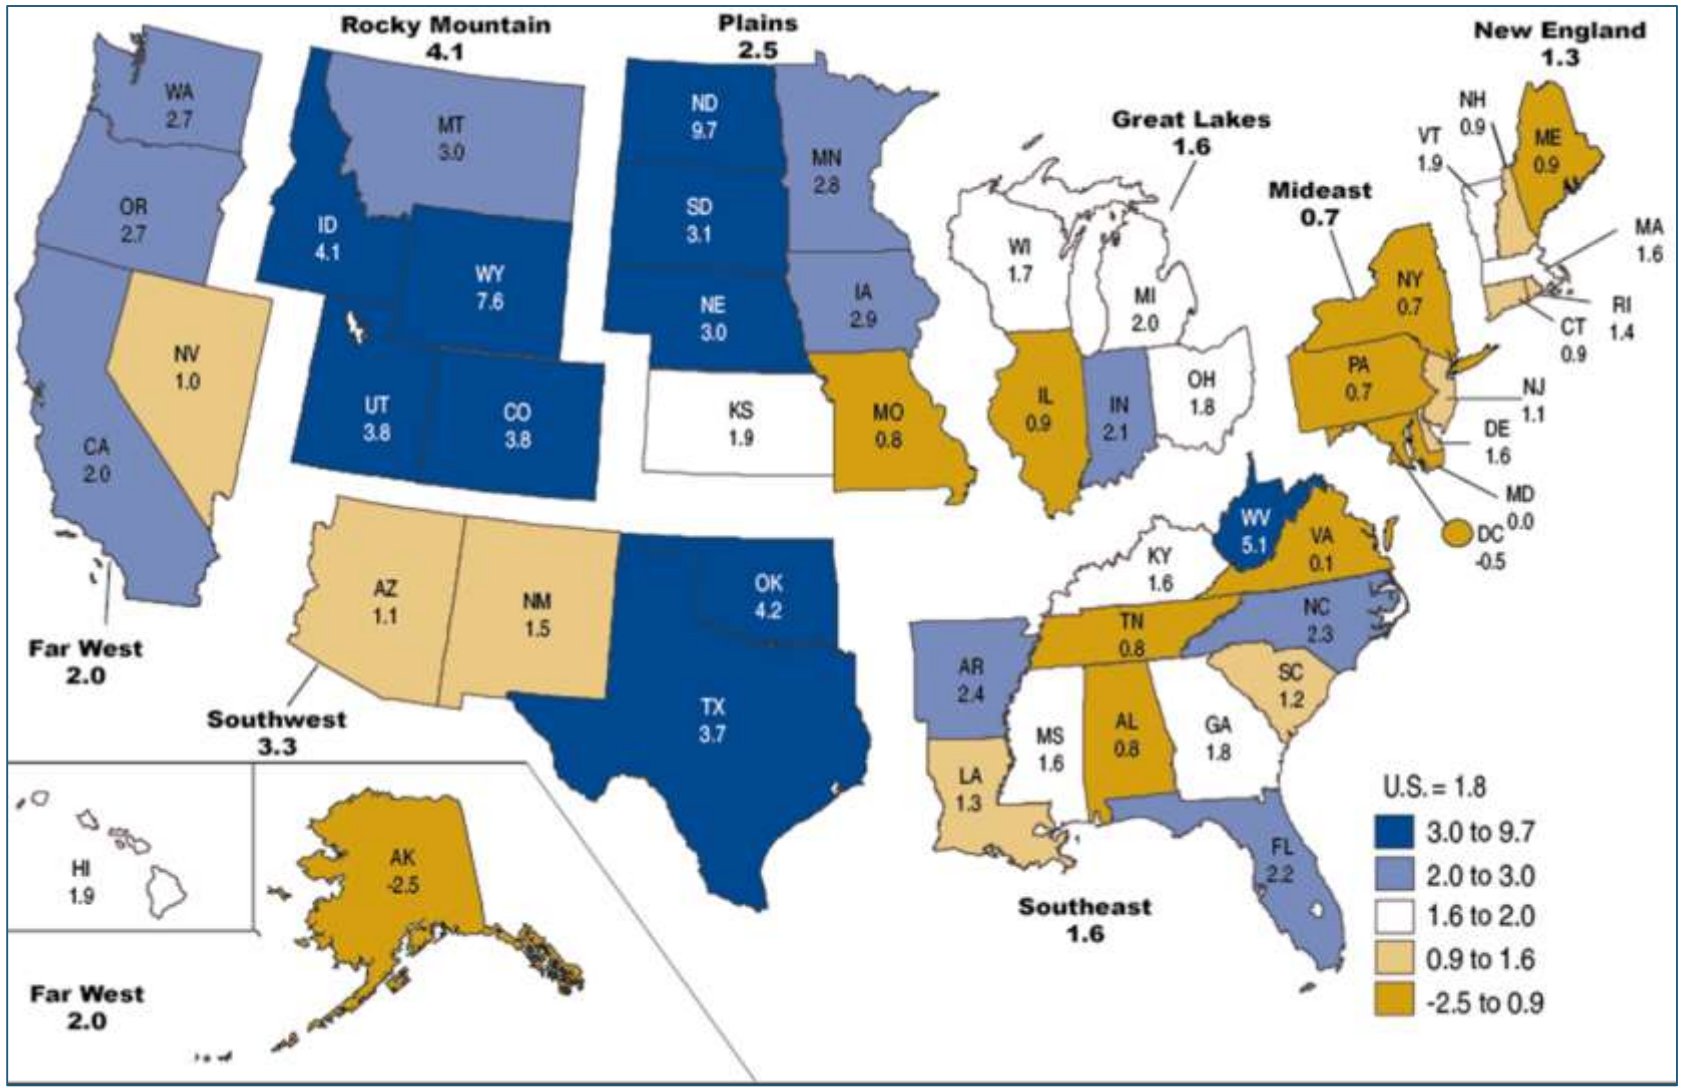 Rocky Mountain
4.1
Plains
2.5
New England
1.3
Great Lakes
1.6
Mideast
0.7
WA
2.7
OR
2.7
CA
2.0
NV
1.0
Far West
2.0
MT
3.0
ID
4.1
WY
7.6
UT
3.8
CO
3.8
ND
9.7
SD
3.1
NE
3.0
KS
1.9
MN
2.8
IA
2.9
MO
0.8
WI
1.7
MI
2.0
IL
0.9
IN
2.1
OH
1.8
NH
0.9
VT
1.9
ME
0.9
MA
1.6
RI
1.4
CT
0.9
NY
0.7
PA
0.7
NJ
1.1
DE
1.6
MD
0.0
DC
-0.5
AZ
1.1
NM
1.5
OK
4.2
TX
3.7
Southwest
3.3
WV
5.1
VA
0.1
KY
1.6
TN
0.8
NC
2.3
SC
1.2
AR
2.4
LA
1.3
MS
1.6
AL
0.8
GA
1.8
FL
2.2
Southeast
1.6
HI
1.9
AK
-2.5
Far West
2.0
U.S. = 1.8
3.0 to 9.7
2.0 to 3.0
1.6 to 2.0
0.9 to 1.6
-2.5 to 0.9